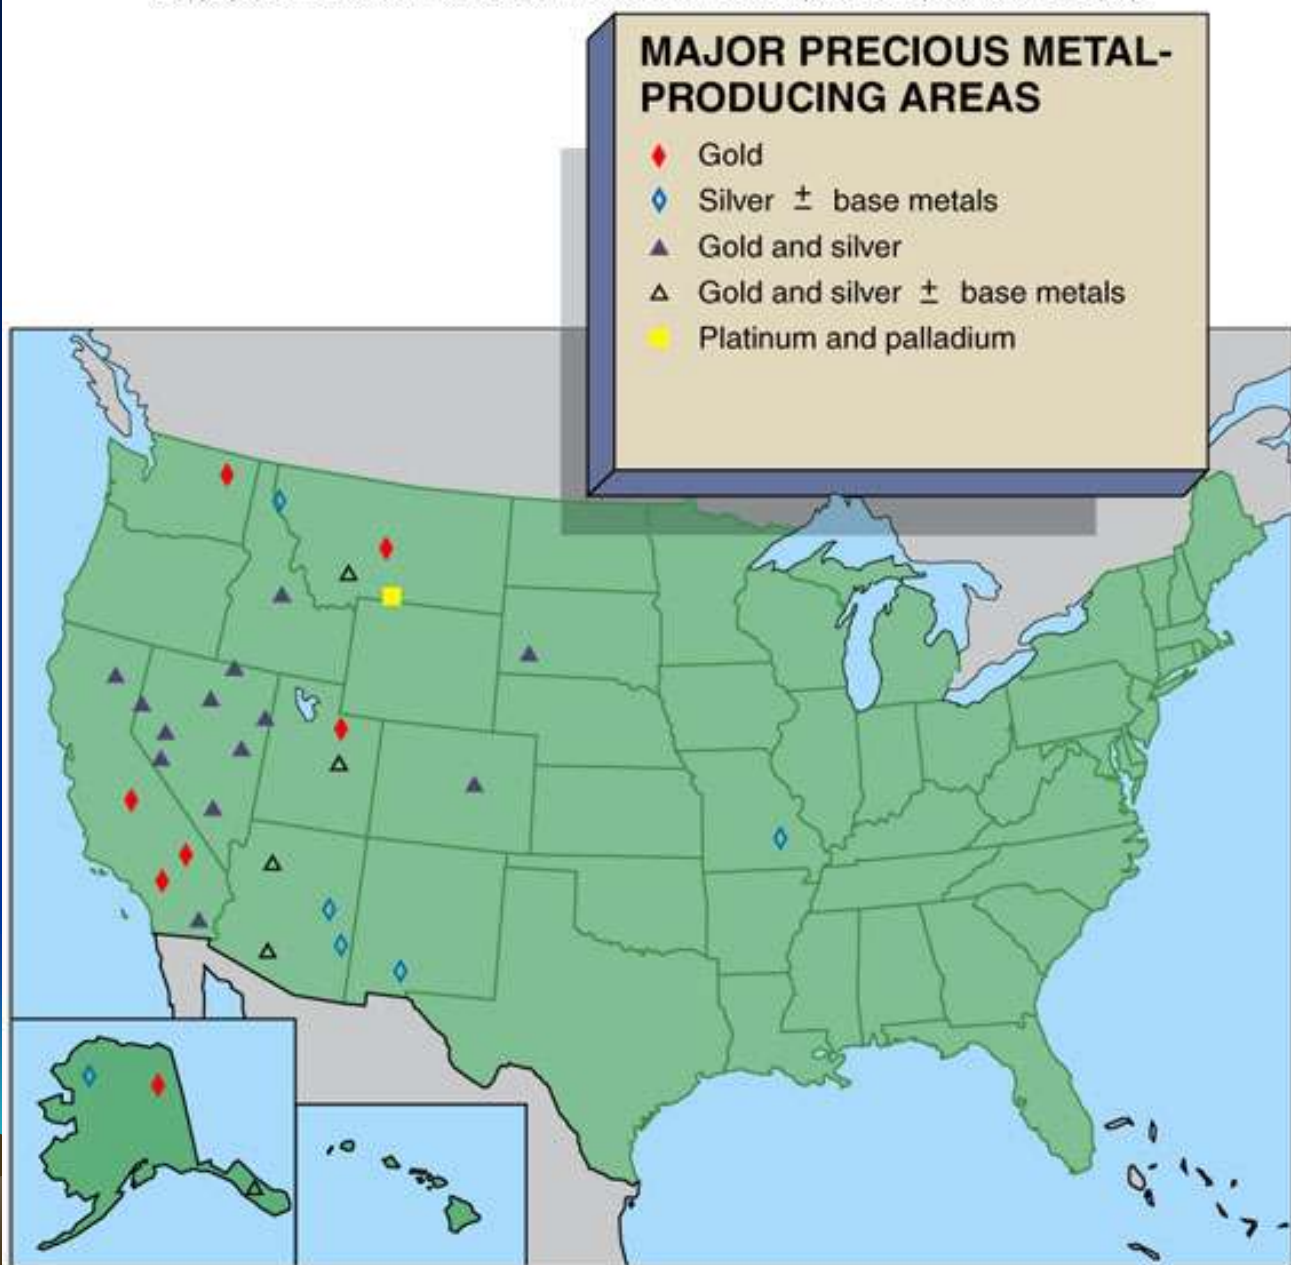 MAJOR PRECIOUS METAL-
PRODUCING AREAS
Gold
Silver ± base metals
Gold and silver
Gold and silver ± base metals
Platinum and palladium